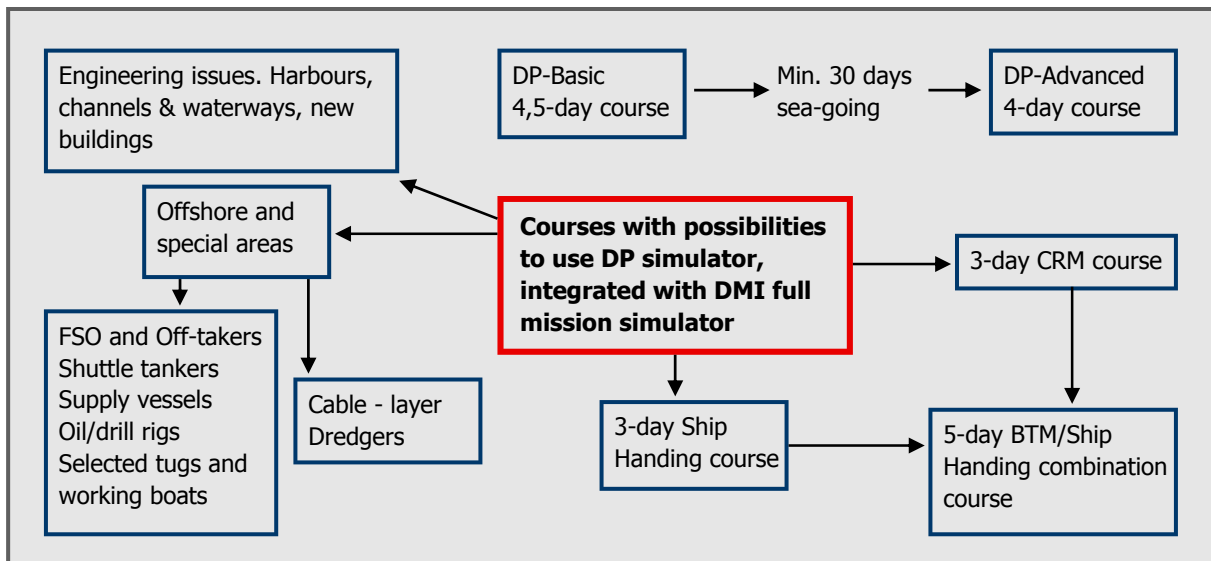 Engineering issues. Harbours,
channels & waterways, new
buildings
DP-Basic
4,5-day course
Min. 30 days
sea-going
DP-Advanced
4-day course
Offshore and
special areas
Courses with possibilities
to use DP simulator,
integrated with DMI full
mission simulator
3-day CRM course
FSO and Off-takers
Shuttle tankers
Supply vessels
Oil/drill rigs
Selected tugs and
working boats
Cable - layer
Dredgers
3-day Ship
Handing course
5-day BTM/Ship
Handing combination
course